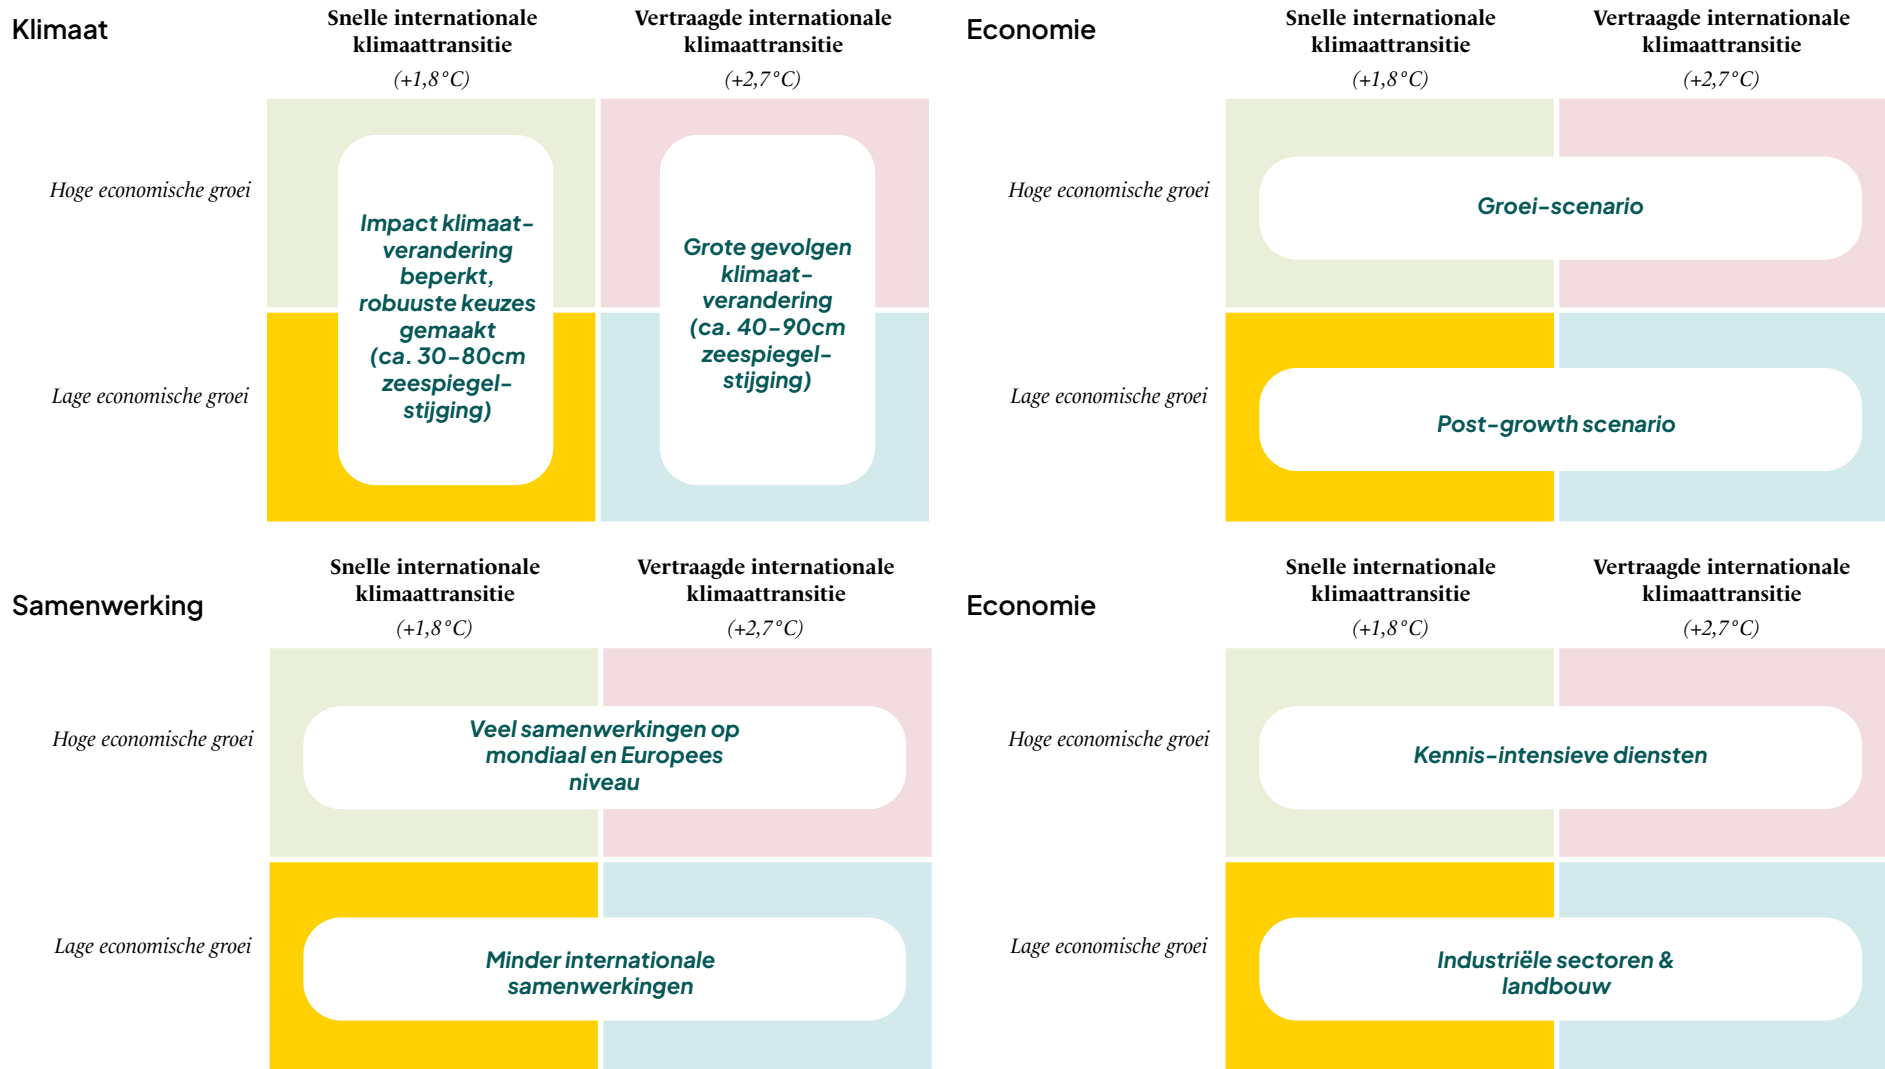 Klimaat
Snelle internationale
klimaattransitie
(+1,8°C)
Vertraagde internationale
klimaattransitie
(+2,7°C)
Hoge economische groei
Lage economische groei
Impact klimaat-
verandering
beperkt,
robuuste keuzes
gemaakt
(ca. 30-80cm
zeespiegel-
stijging)
Grote gevolgen
klimaat-
verandering
(ca. 40-90cm
zeespiegel-
stijging)
Economie
Snelle internationale
klimaattransitie
(+1,8°C)
Vertraagde internationale
klimaattransitie
(+2,7°C)
Hoge economische groei
Groei-scenario
Lage economische groei
Post-growth scenario
Samenwerking
Snelle internationale
klimaattransitie
(+1,8°C)
Vertraagde internationale
klimaattransitie
(+2,7°C)
Hoge economische groei
Veel samenwerkingen op
mondiaal en Europees
niveau
Lage economische groei
Minder internationale
samenwerkingen
Economie
Snelle internationale
klimaattransitie
(+1,8°C)
Vertraagde internationale
klimaattransitie
(+2,7°C)
Hoge economische groei
Kennis-intensieve diensten
Lage economische groei
Industriële sectoren &
landbouw